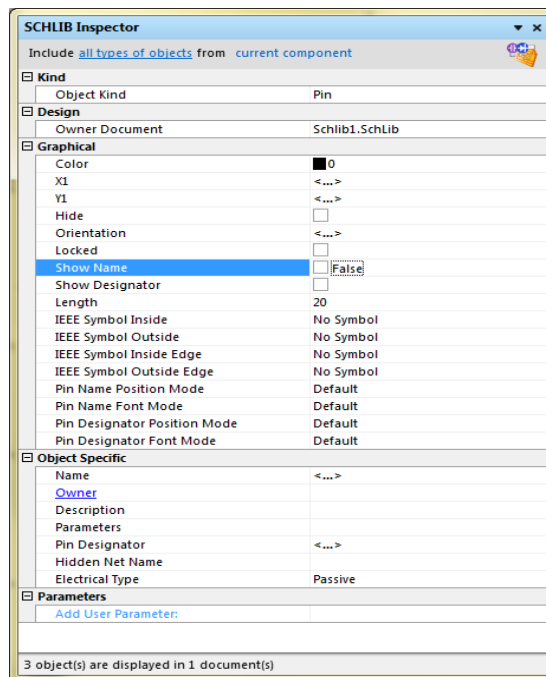 SCHLIB Inspector
Include all types of objects from current component
Kind
Object Kind Pin
Design
Owner Document Schlib1.SchLib
Graphical
Color 0
X1 <...>
Y1 <...>
Hide
Orientation <...>
Locked
Show Name False
Show Designator
Length 20
IEEE Symbol Inside No Symbol
IEEE Symbol Outside No Symbol
IEEE Symbol Inside Edge No Symbol
IEEE Symbol Outside Edge No Symbol
Pin Name Position Mode Default
Pin Name Font Mode Default
Pin Designator Position Mode Default
Pin Designator Font Mode Default
Object Specific
Name <...>
Owner
Description
Parameters
Pin Designator <...>
Hidden Net Name
Electrical Type Passive
Parameters
Add User Parameter:
3 object(s) are displayed in 1 document(s)